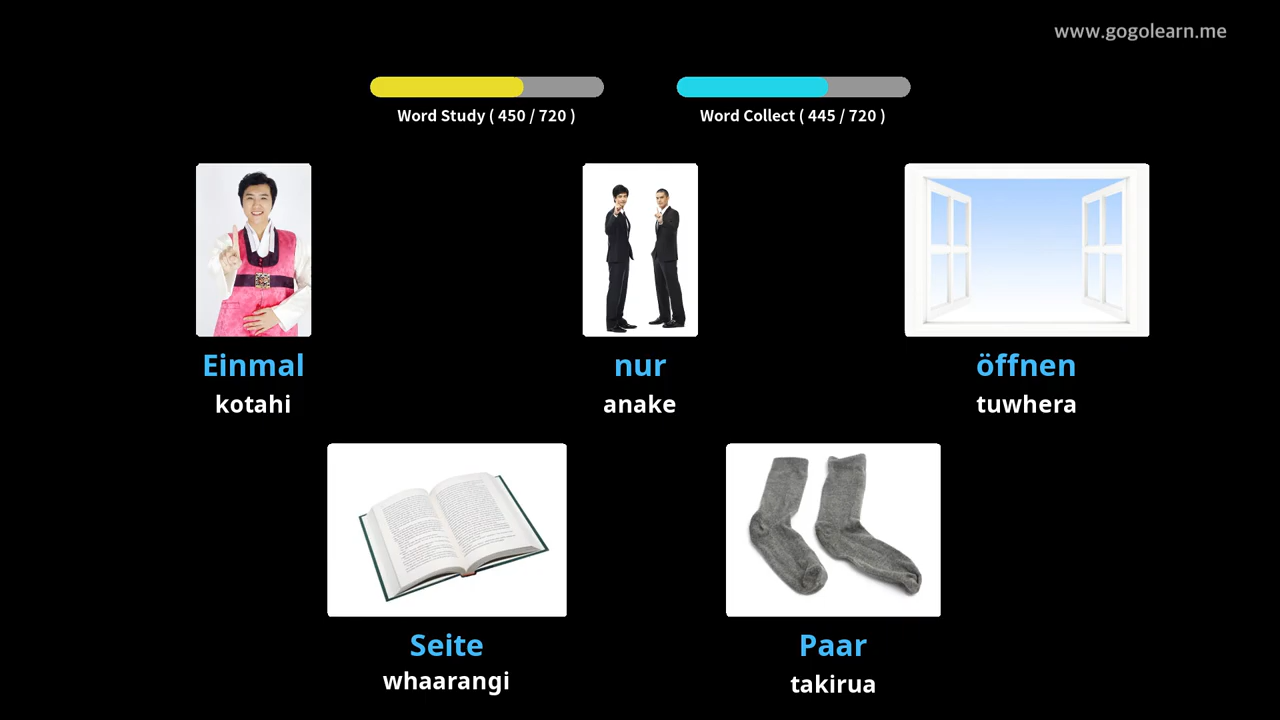 www.gogolearn.me
Word Study ( 450 / 720 )
Word Collect ( 445 / 720 )
Einmal
kotahi
nur
anake
öffnen
tuwhera
Seite
whaarangi
Paar
takirua